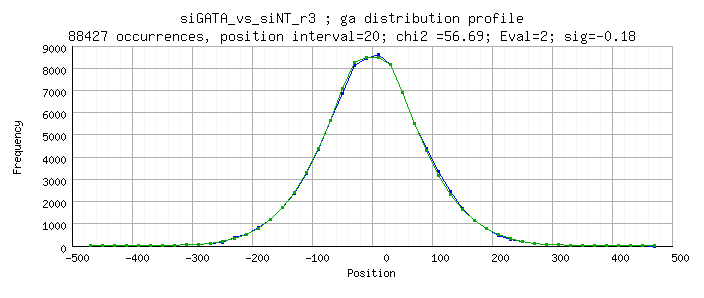 siGATA_vs_siNT_r3 ; ga distribution profile
88427 occurrences, position interval=20; chi2 =56.69; Eval=2; sig=-0.18
9000
8000
7000
6000
5000
4000
3000
2000
1000
0
Frequency
-500 -400 -300 -200 -100 0 100 200 300 400 500
Position